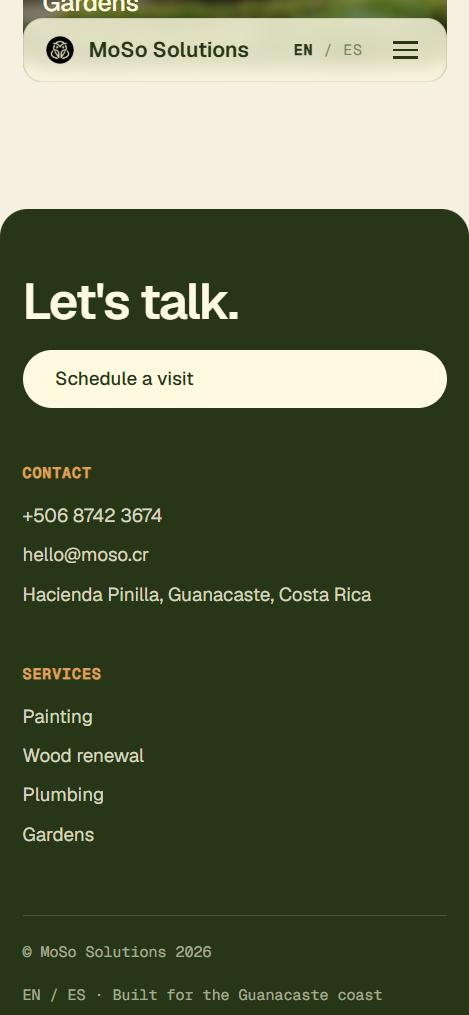 Gardens
MoSo Solutions EN / ES
Let's talk.
Schedule a visit
CONTACT
+506 8742 3674
hello@moso.cr
Hacienda Pinilla, Guanacaste, Costa Rica
SERVICES
Painting
Wood renewal
Plumbing
Gardens
© MoSo Solutions 2026
EN / ES · Built for the Guanacaste coast